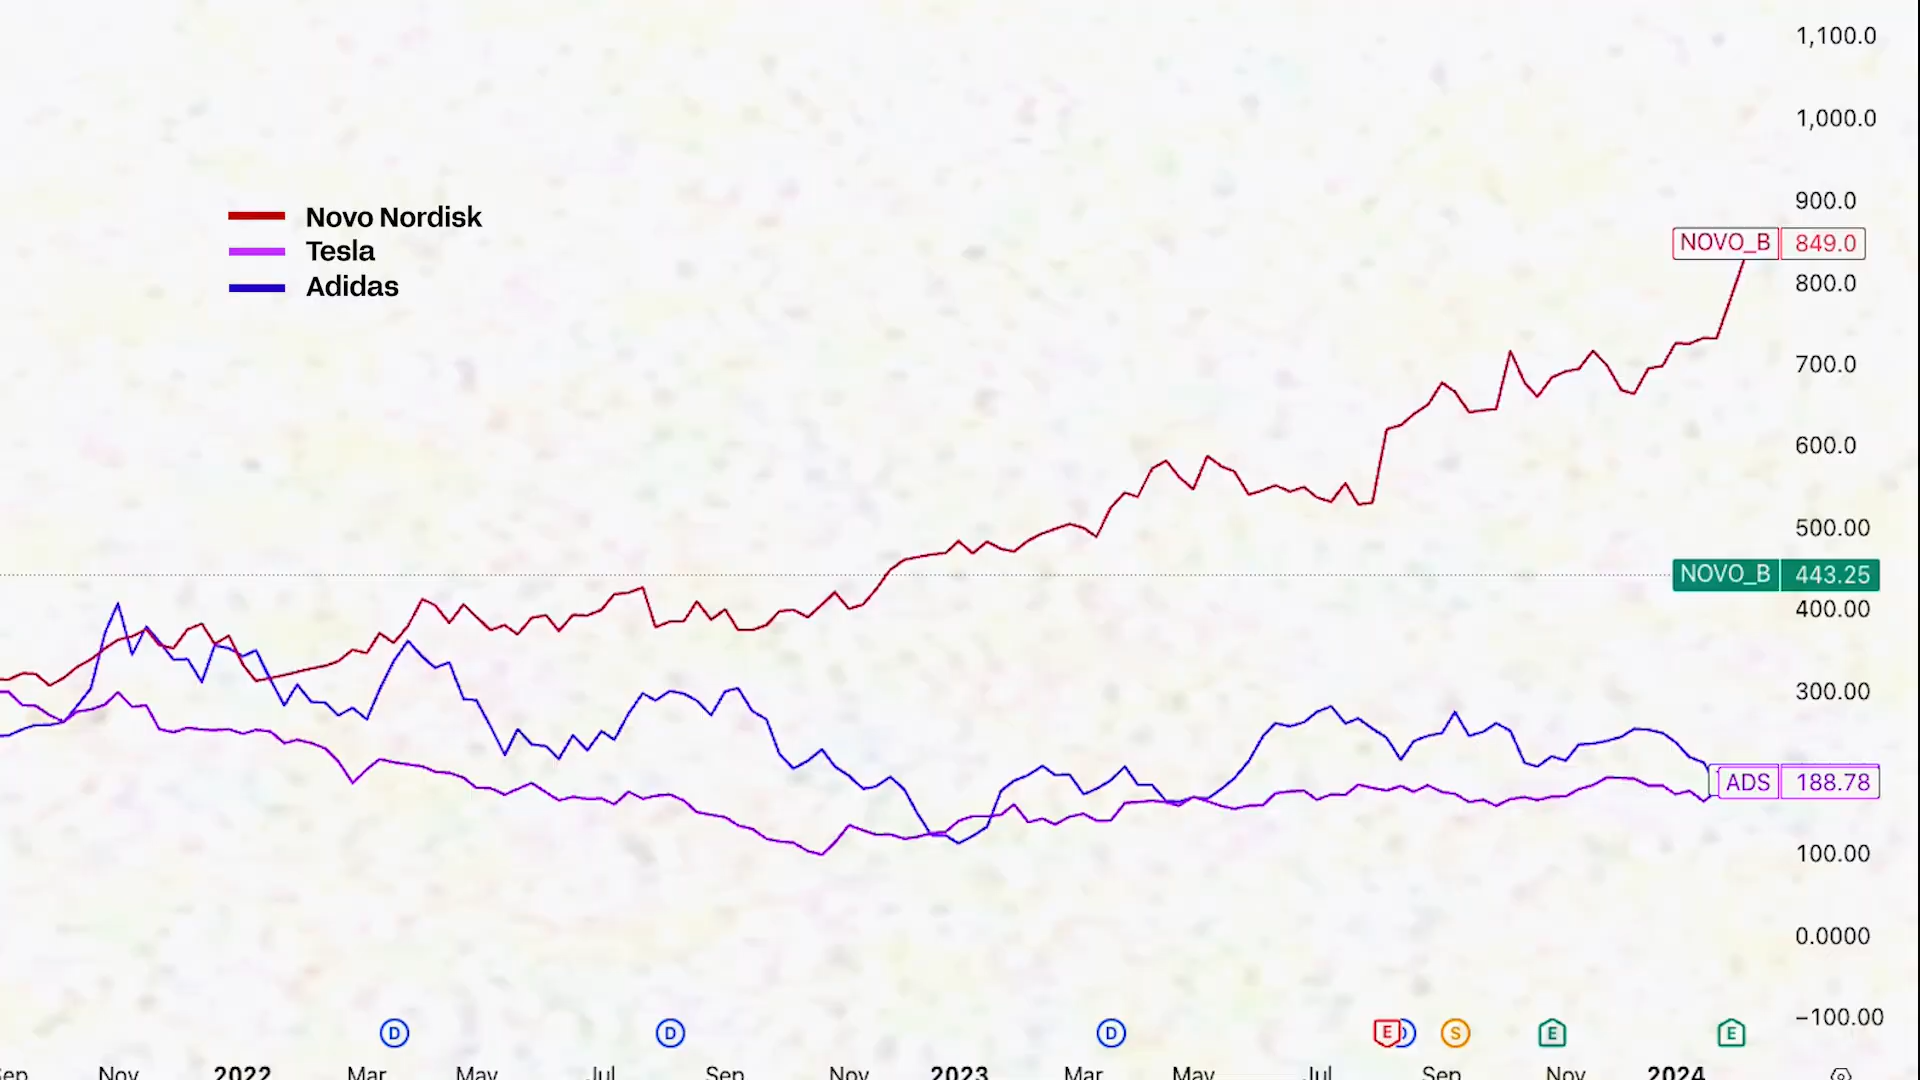 1,100.0
1,000.0
900.0
Novo Nordisk
Tesla
Adidas
NOVO_B 849.0
800.0
700.0
600.0
500.00
NOVO_B 443.25
400.00
300.00
ADS 188.78
100.00
0.0000
-100.00
D D D E S E E
Nov 2022 Mar May Jul Sep Nov 2023 Mar May Jul Sep Nov 2024